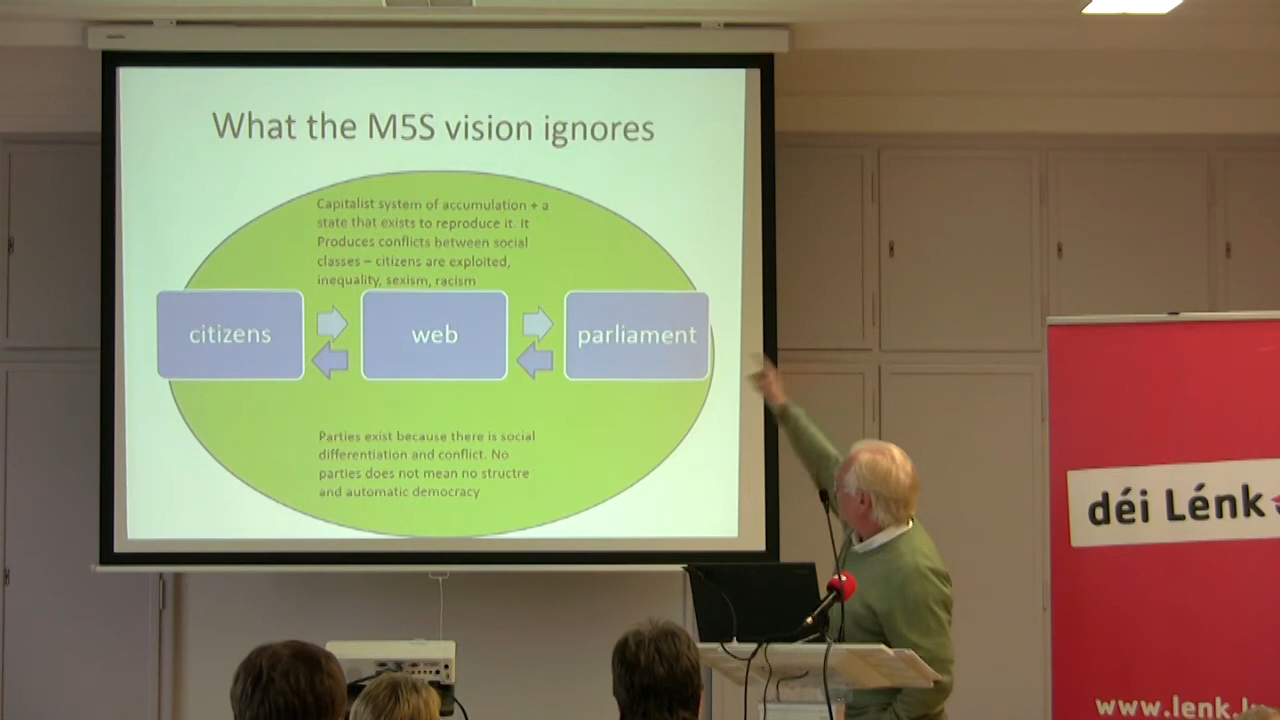 What the M5S vision ignores
Capitalist system of accumulation + a
state that exists to reproduce it. It
Produces conflicts between social
classes – citizens are exploited,
inequality, sexism, racism
citizens
web
parliament
Parties exist because there is social
differentiation and conflict. No
parties does not mean no structre
and automatic democracy
déi Lénk
www.lenk.lu